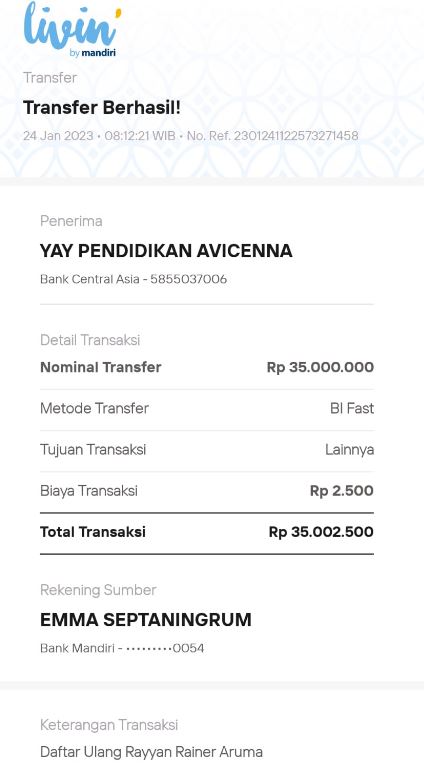 livin'
by mandiri
Transfer
Transfer Berhasil!
24 Jan 2023 • 08:12:21 WIB • No. Ref. 2301241122573271458
Penerima
YAY PENDIDIKAN AVICENNA
Bank Central Asia - 5855037006
Detail Transaksi
Nominal Transfer Rp 35.000.000
Metode Transfer BI Fast
Tujuan Transaksi Lainnya
Biaya Transaksi Rp 2.500
Total Transaksi Rp 35.002.500
Rekening Sumber
EMMA SEPTANINGRUM
Bank Mandiri - •••••••••0054
Keterangan Transaksi
Daftar Ulang Rayyan Rainer Aruma